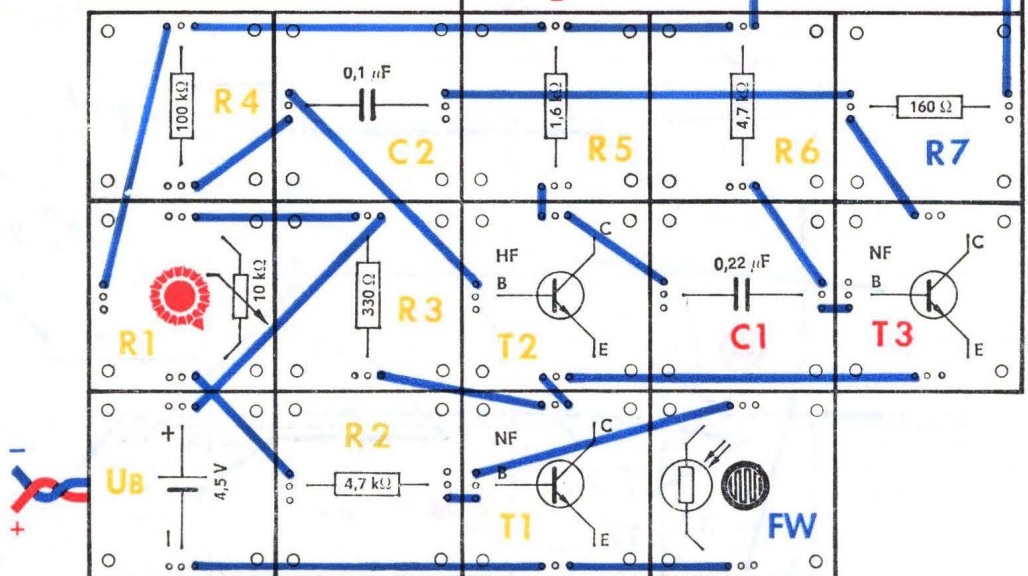 100 kΩ
R4
0,1 µF
C2
1,6 kΩ
R5
4,7 kΩ
R6
160 Ω
R7
10 kΩ
R1
330 Ω
R3
HF
B
C
E
T2
0,22 µF
C1
NF
B
C
E
T3
UB
+
4,5 V
R2
4,7 kΩ
NF
B
C
E
T1
FW
−
+